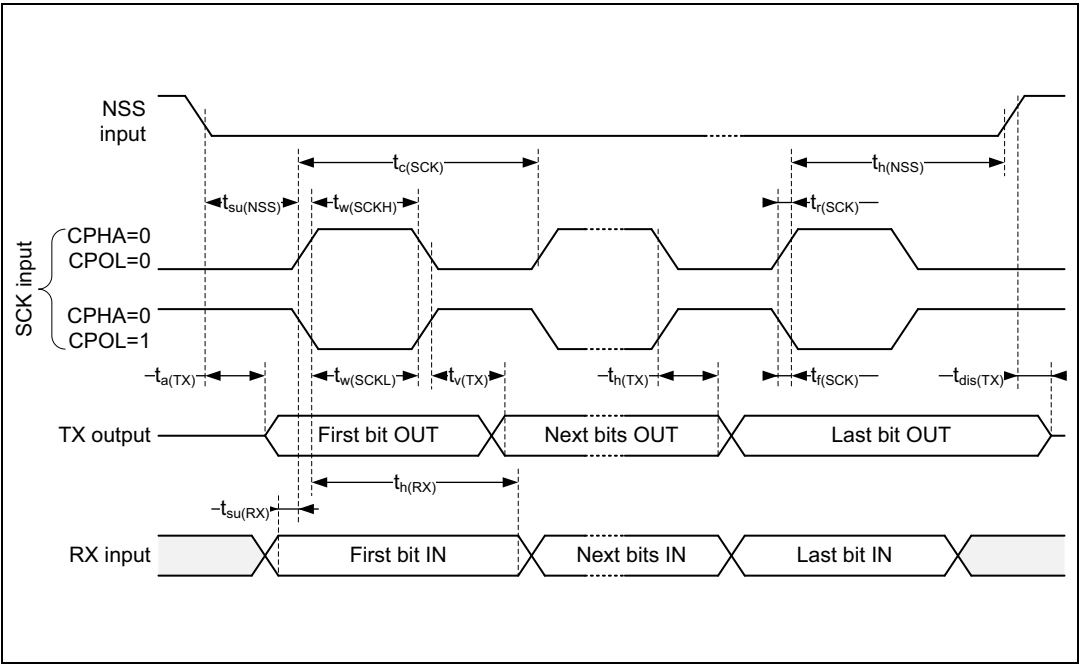 NSS
input
tc(SCK)
th(NSS)
tsu(NSS)
tw(SCKH)
tr(SCK)
SCK input
CPHA=0
CPOL=0
CPHA=0
CPOL=1
ta(TX)
tw(SCKL)
tv(TX)
th(TX)
tf(SCK)
tdis(TX)
TX output
First bit OUT
Next bits OUT
Last bit OUT
th(RX)
tsu(RX)
RX input
First bit IN
Next bits IN
Last bit IN